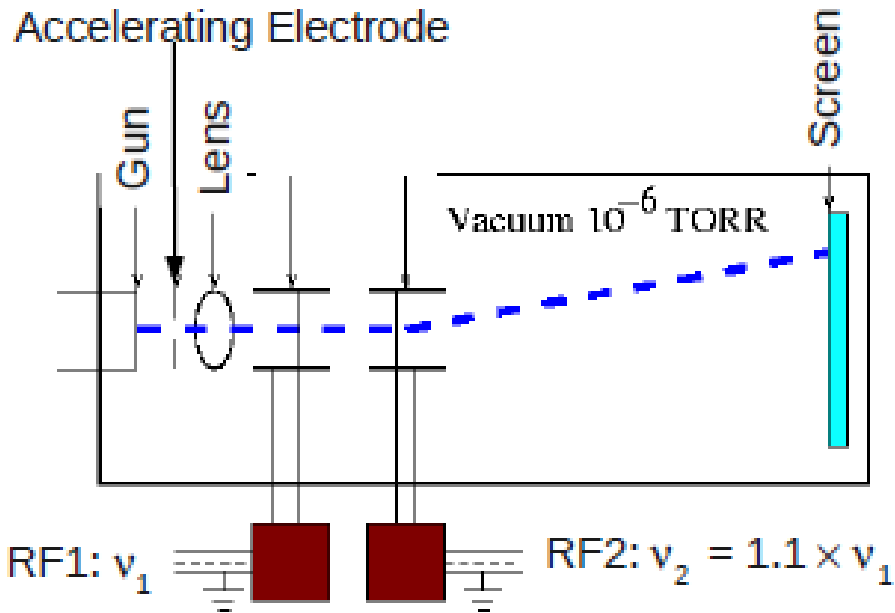 Accelerating Electrode
Gun
Lens
Screen
Vacuum 10⁻⁶ TORR
RF1: ν₁
RF2: ν₂ = 1.1 × ν₁